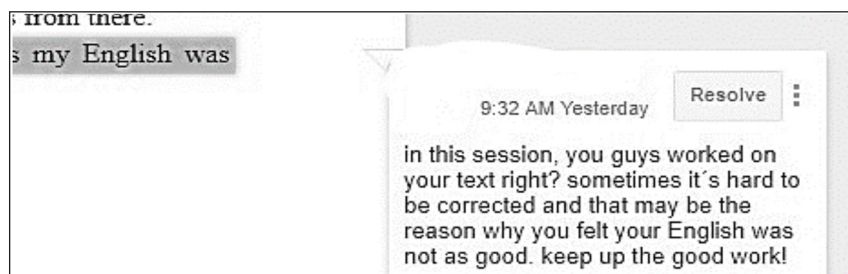 from there.
s my English was
9:32 AM Yesterday
Resolve
in this session, you guys worked on
your text right? sometimes it´s hard to
be corrected and that may be the
reason why you felt your English was
not as good. keep up the good work!